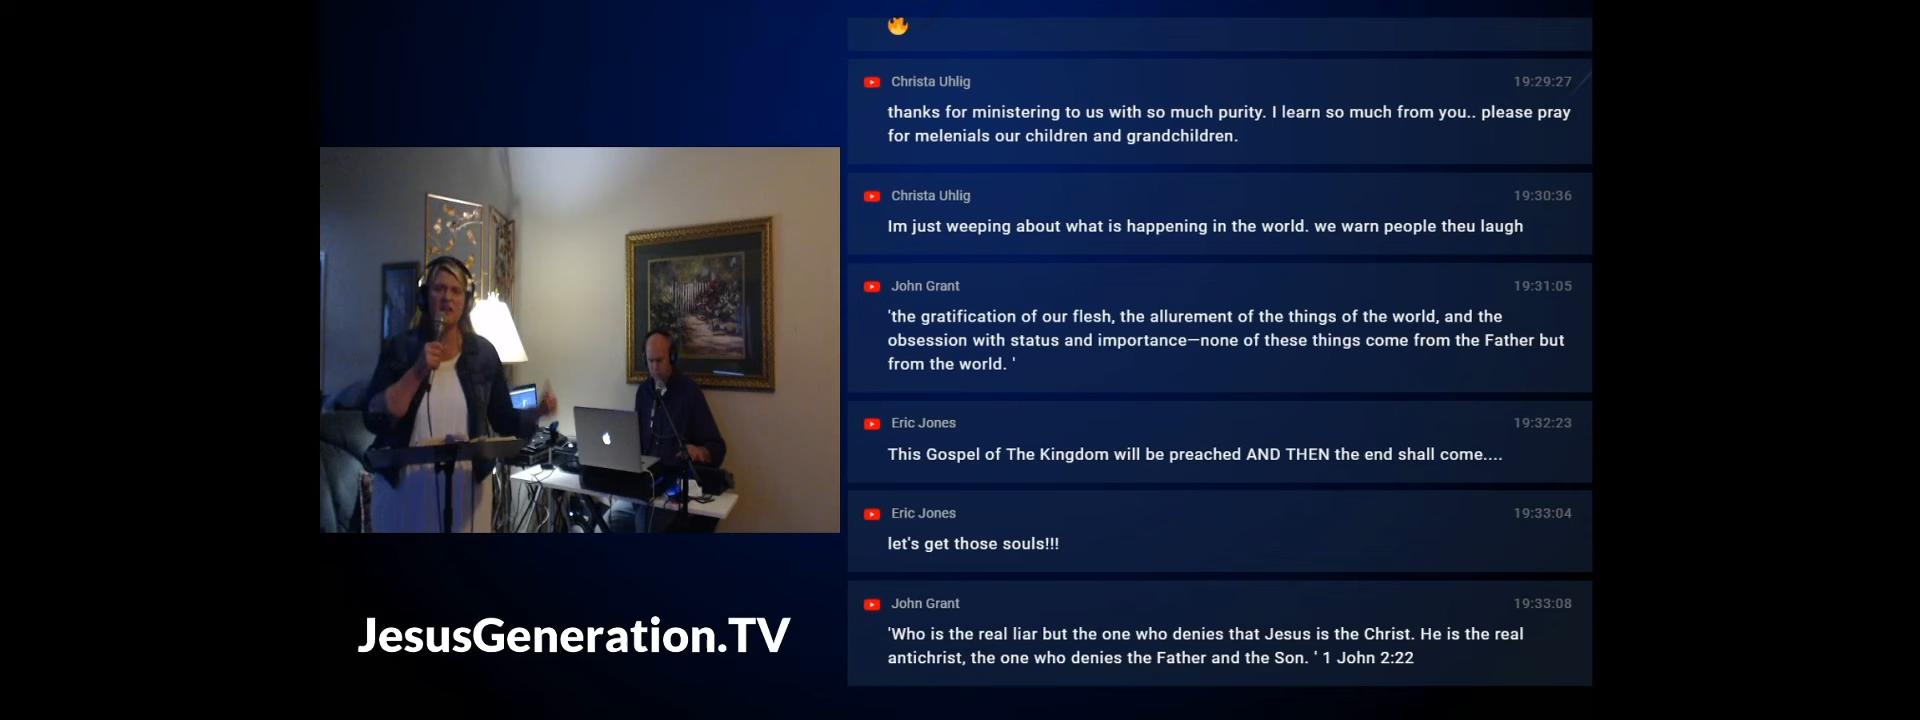 Christa Uhlig 19:29:27
thanks for ministering to us with so much purity. I learn so much from you.. please pray
for melenials our children and grandchildren.
Christa Uhlig 19:30:36
Im just weeping about what is happening in the world. we warn people theu laugh
John Grant 19:31:05
'the gratification of our flesh, the allurement of the things of the world, and the
obsession with status and importance—none of these things come from the Father but
from the world. '
Eric Jones 19:32:23
This Gospel of The Kingdom will be preached AND THEN the end shall come....
Eric Jones 19:33:04
let's get those souls!!!
John Grant 19:33:08
'Who is the real liar but the one who denies that Jesus is the Christ. He is the real
antichrist, the one who denies the Father and the Son. ' 1 John 2:22
JesusGeneration.TV